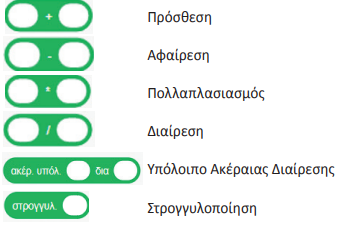 + Πρόσθεση
- Αφαίρεση
* Πολλαπλασιασμός
/ Διαίρεση
ακέρ. υπόλ. δια Υπόλοιπο Ακέραιας Διαίρεσης
στρογγυλ. Στρογγυλοποίηση